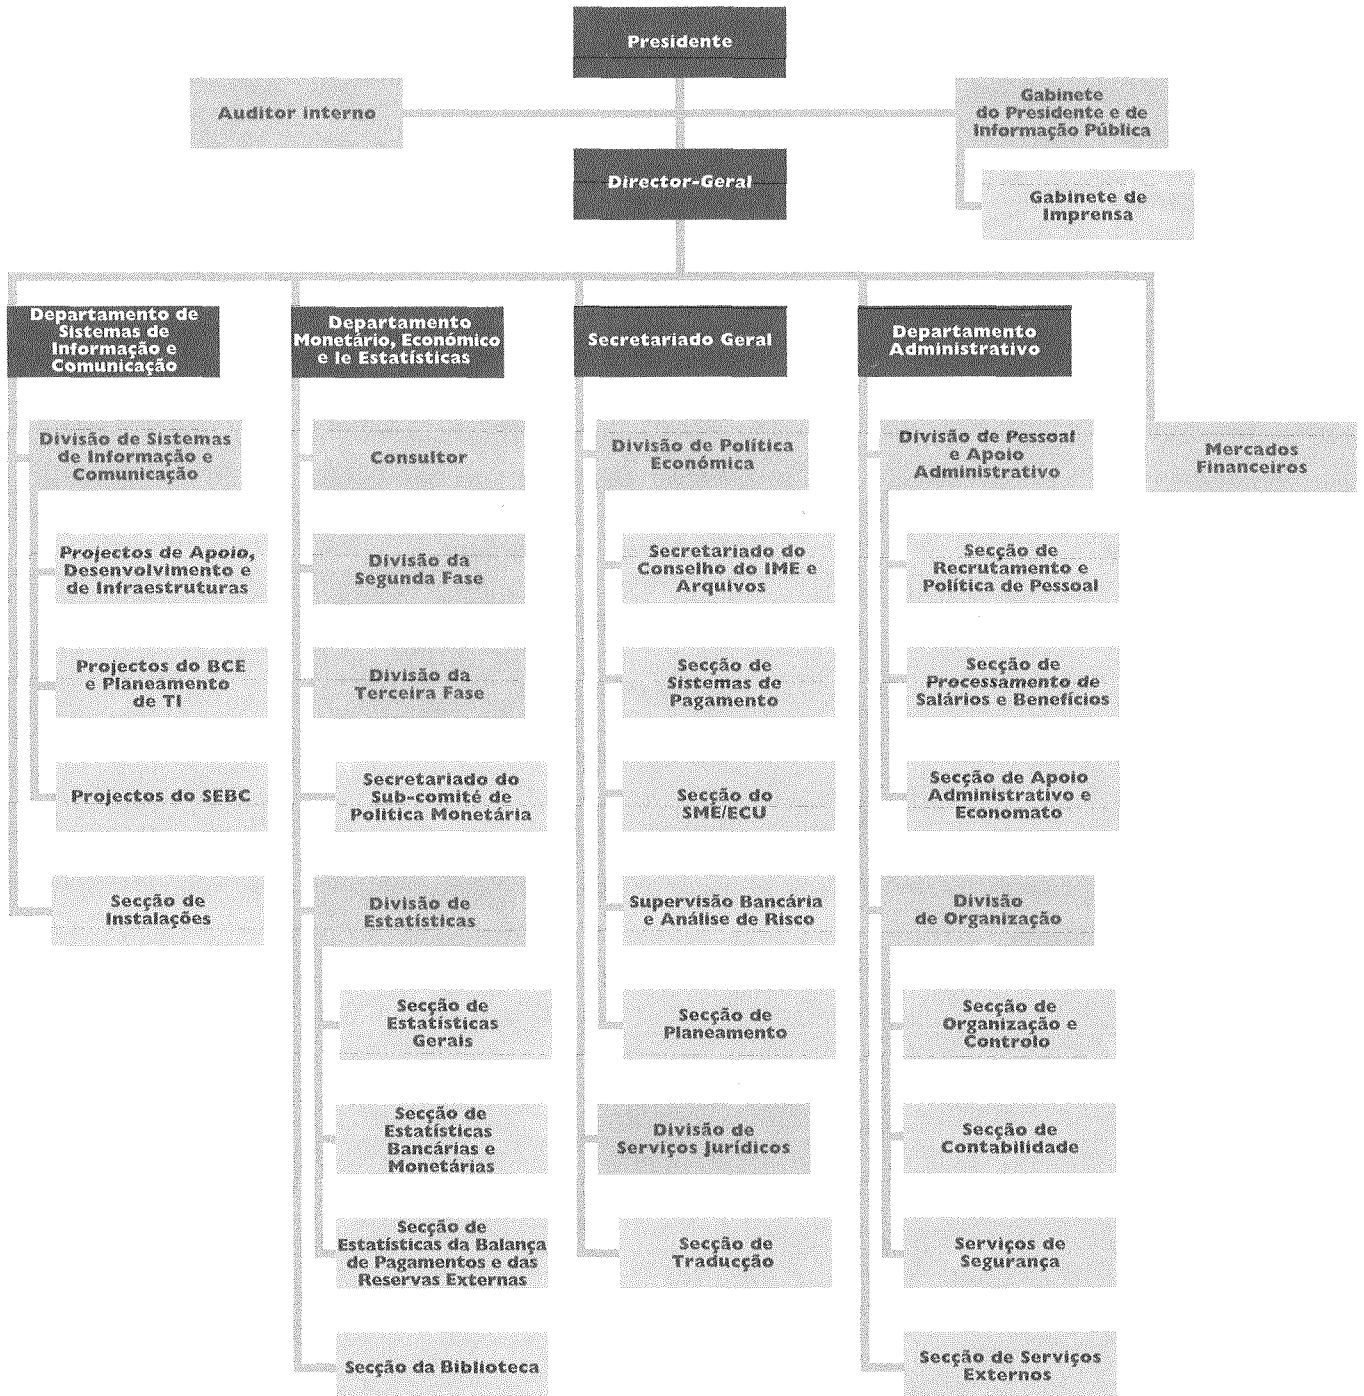 Presidente
Auditor interno
Gabinete
do Presidente e de
Informação Pública
Director-Geral
Gabinete de
Imprensa
Departamento de
Sistemas de
Informação e
Comunicação
Divisão de Sistemas
de Informação e
Comunicação
Projectos de Apoio,
Desenvolvimento e
de Infraestruturas
Projectos do BCE
e Planeamento
de TI
Projectos do SEBC
Secção de
Instalações
Departamento
Monetário, Económico
e le Estatísticas
Consultor
Divisão da
Segunda Fase
Divisão da
Terceira Fase
Secretariado do
Sub-comité de
Política Monetária
Divisão de
Estatísticas
Secção de
Estatísticas
Gerais
Secção de
Estatísticas
Bancárias e
Monetárias
Secção de
Estatísticas da Balança
de Pagamentos e das
Reservas Externas
Secção da Biblioteca
Secretariado Geral
Divisão de Política
Económica
Secretariado do
Conselho do IME e
Arquivos
Secção de
Sistemas de
Pagamento
Secção do
SME/ECU
Supervisão Bancária
e Análise de Risco
Secção de
Planeamento
Divisão de
Serviços Jurídicos
Secção de
Traducção
Departamento
Administrativo
Divisão de Pessoal
e Apoio
Administrativo
Secção de
Recrutamento e
Política de Pessoal
Secção de
Processamento de
Salários e Benefícios
Secção de Apoio
Administrativo e
Economato
Divisão
de Organização
Secção de
Organização e
Controlo
Secção de
Contabilidade
Serviços de
Segurança
Secção de Serviços
Externos
Mercados
Financeiros